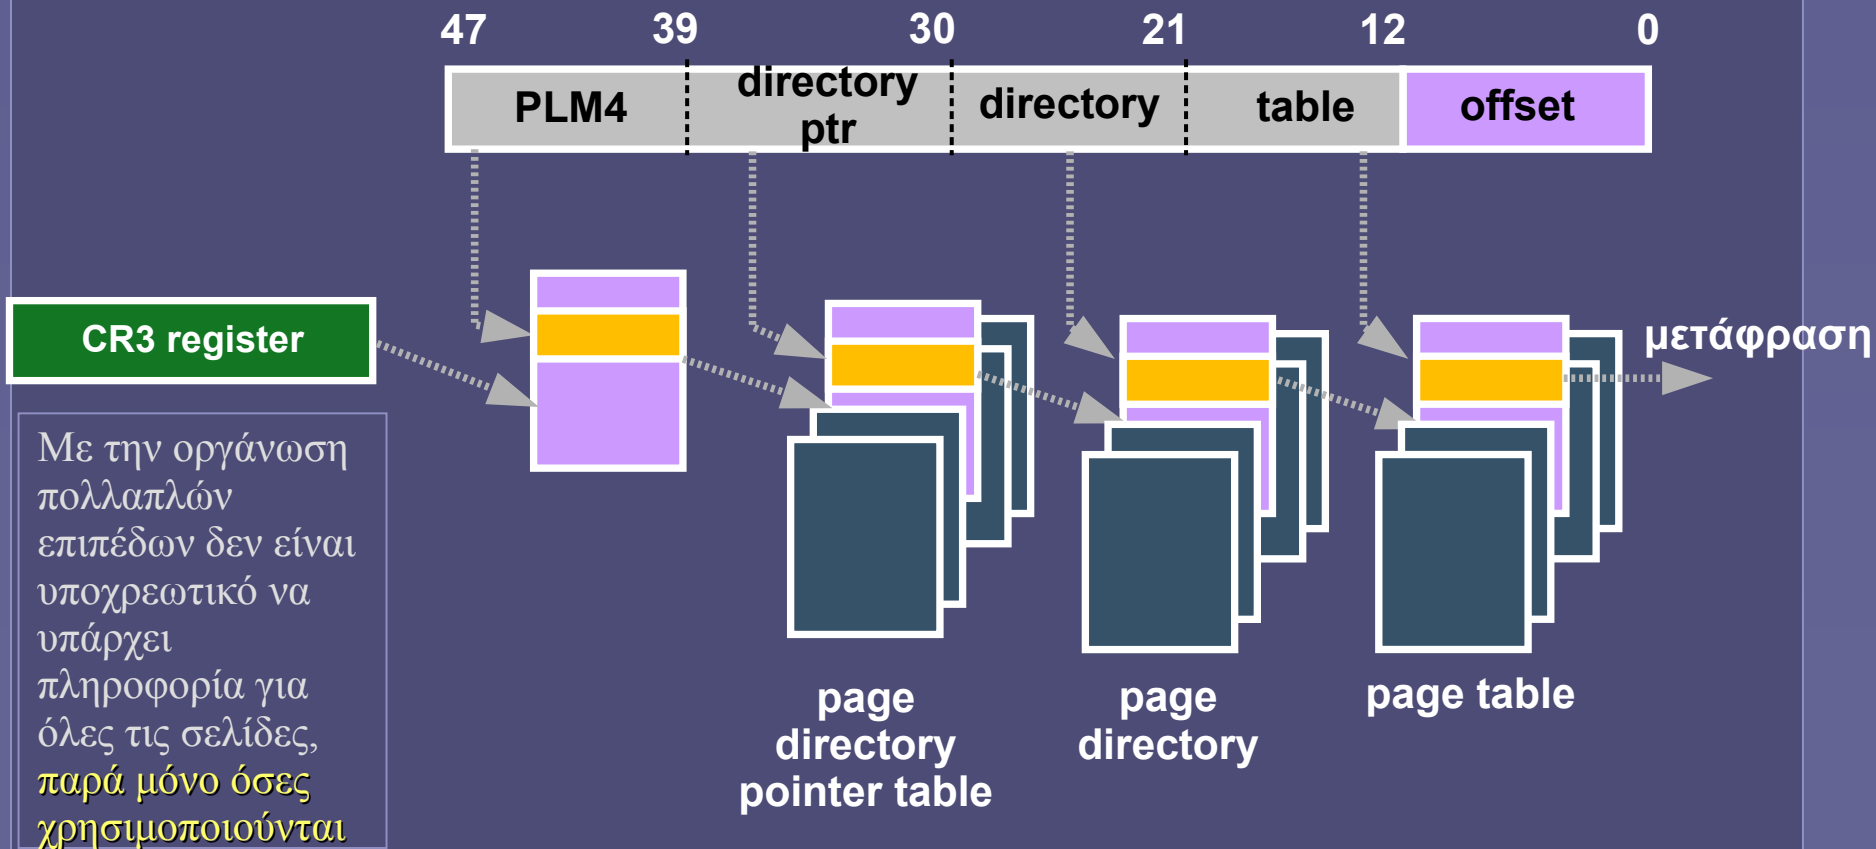 47 39 30 21 12 0
PLM4
directory
ptr
directory
table
offset
CR3 register
μετάφραση
Με την οργάνωση
πολλαπλών
επιπέδων δεν είναι
υποχρεωτικό να
υπάρχει
πληροφορία για
όλες τις σελίδες,
παρά μόνο όσες
χρησιμοποιούνται
page
directory
pointer table
page
directory
page table